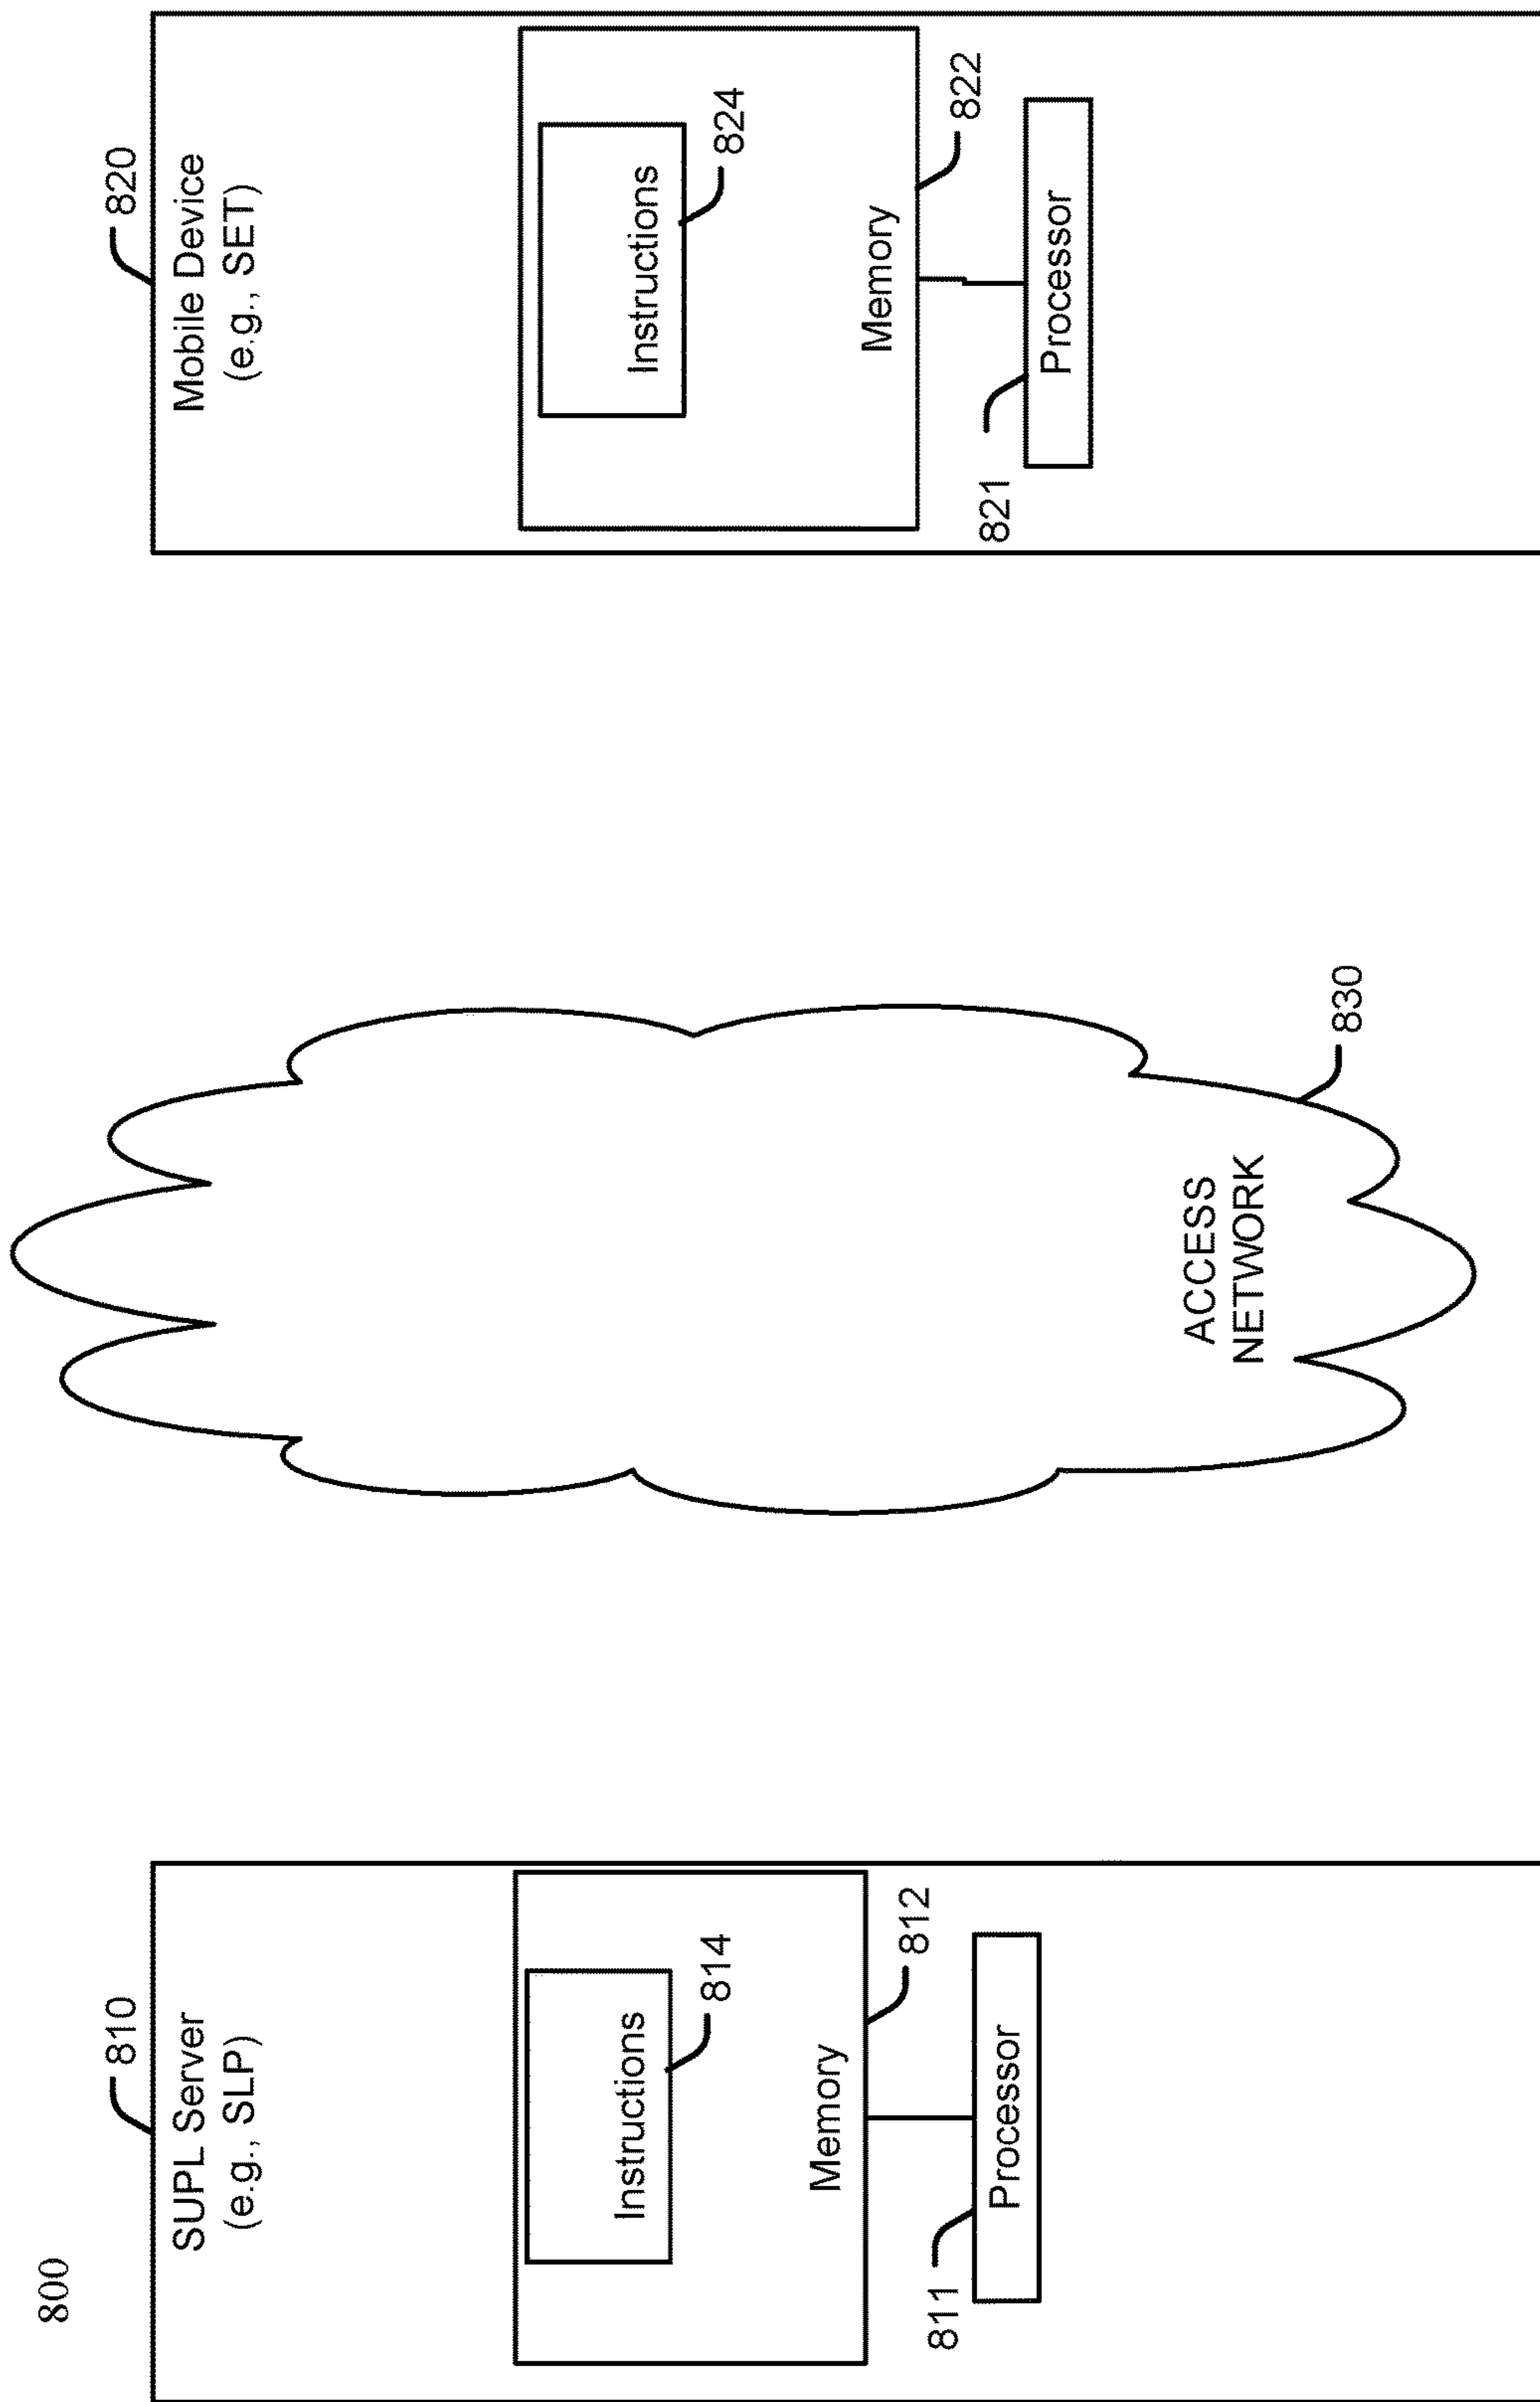 800
810
SUPL Server
(e.g., SLP)
Instructions
814
Memory
812
811
Processor
ACCESS
NETWORK
830
820
Mobile Device
(e.g., SET)
Instructions
824
Memory
822
821
Processor